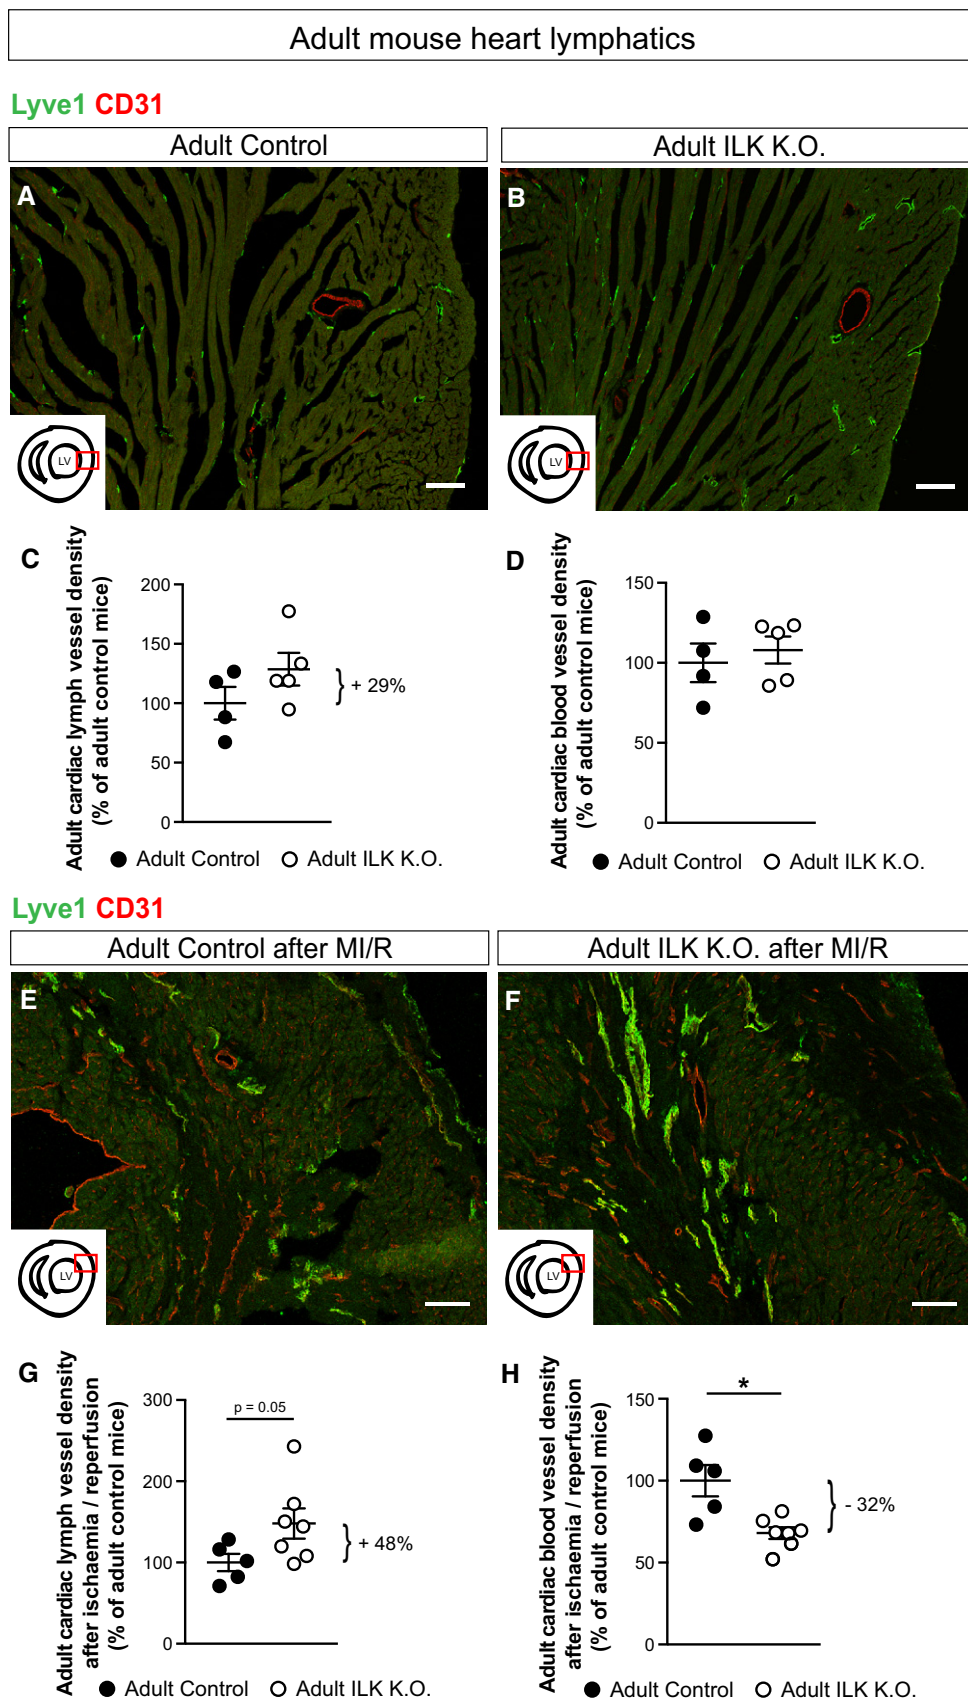 Adult mouse heart lymphatics
Lyve1 CD31
Adult Control
Adult ILK K.O.
A
LV
B
LV
C
Adult cardiac lymph vessel density
(% of adult control mice)
200
150
100
50
0
+ 29%
Adult Control
Adult ILK K.O.
D
Adult cardiac blood vessel density
(% of adult control mice)
150
100
50
0
Adult Control
Adult ILK K.O.
Lyve1 CD31
Adult Control after MI/R
Adult ILK K.O. after MI/R
E
LV
F
LV
G
Adult cardiac lymph vessel density
after ischaemia / reperfusion
(% of adult control mice)
300
200
100
0
p = 0.05
+ 48%
Adult Control
Adult ILK K.O.
H
Adult cardiac blood vessel density
after ischaemia / reperfusion
(% of adult control mice)
150
100
50
0
*
- 32%
Adult Control
Adult ILK K.O.